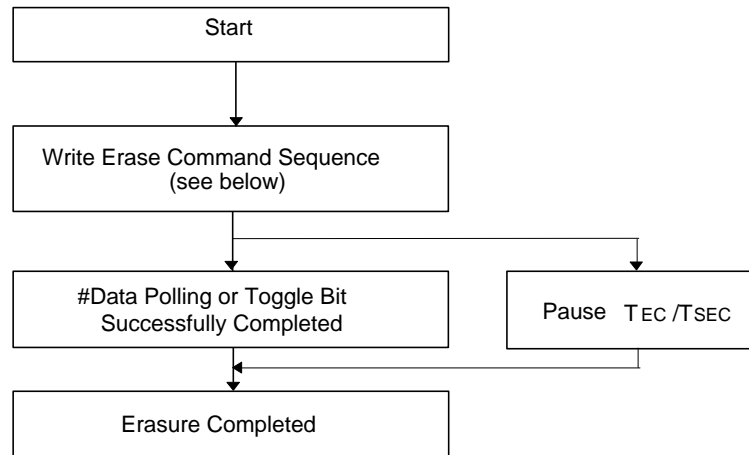 Start
Write Erase Command Sequence
(see below)
#Data Polling or Toggle Bit
Successfully Completed
Pause TEC /TSEC
Erasure Completed